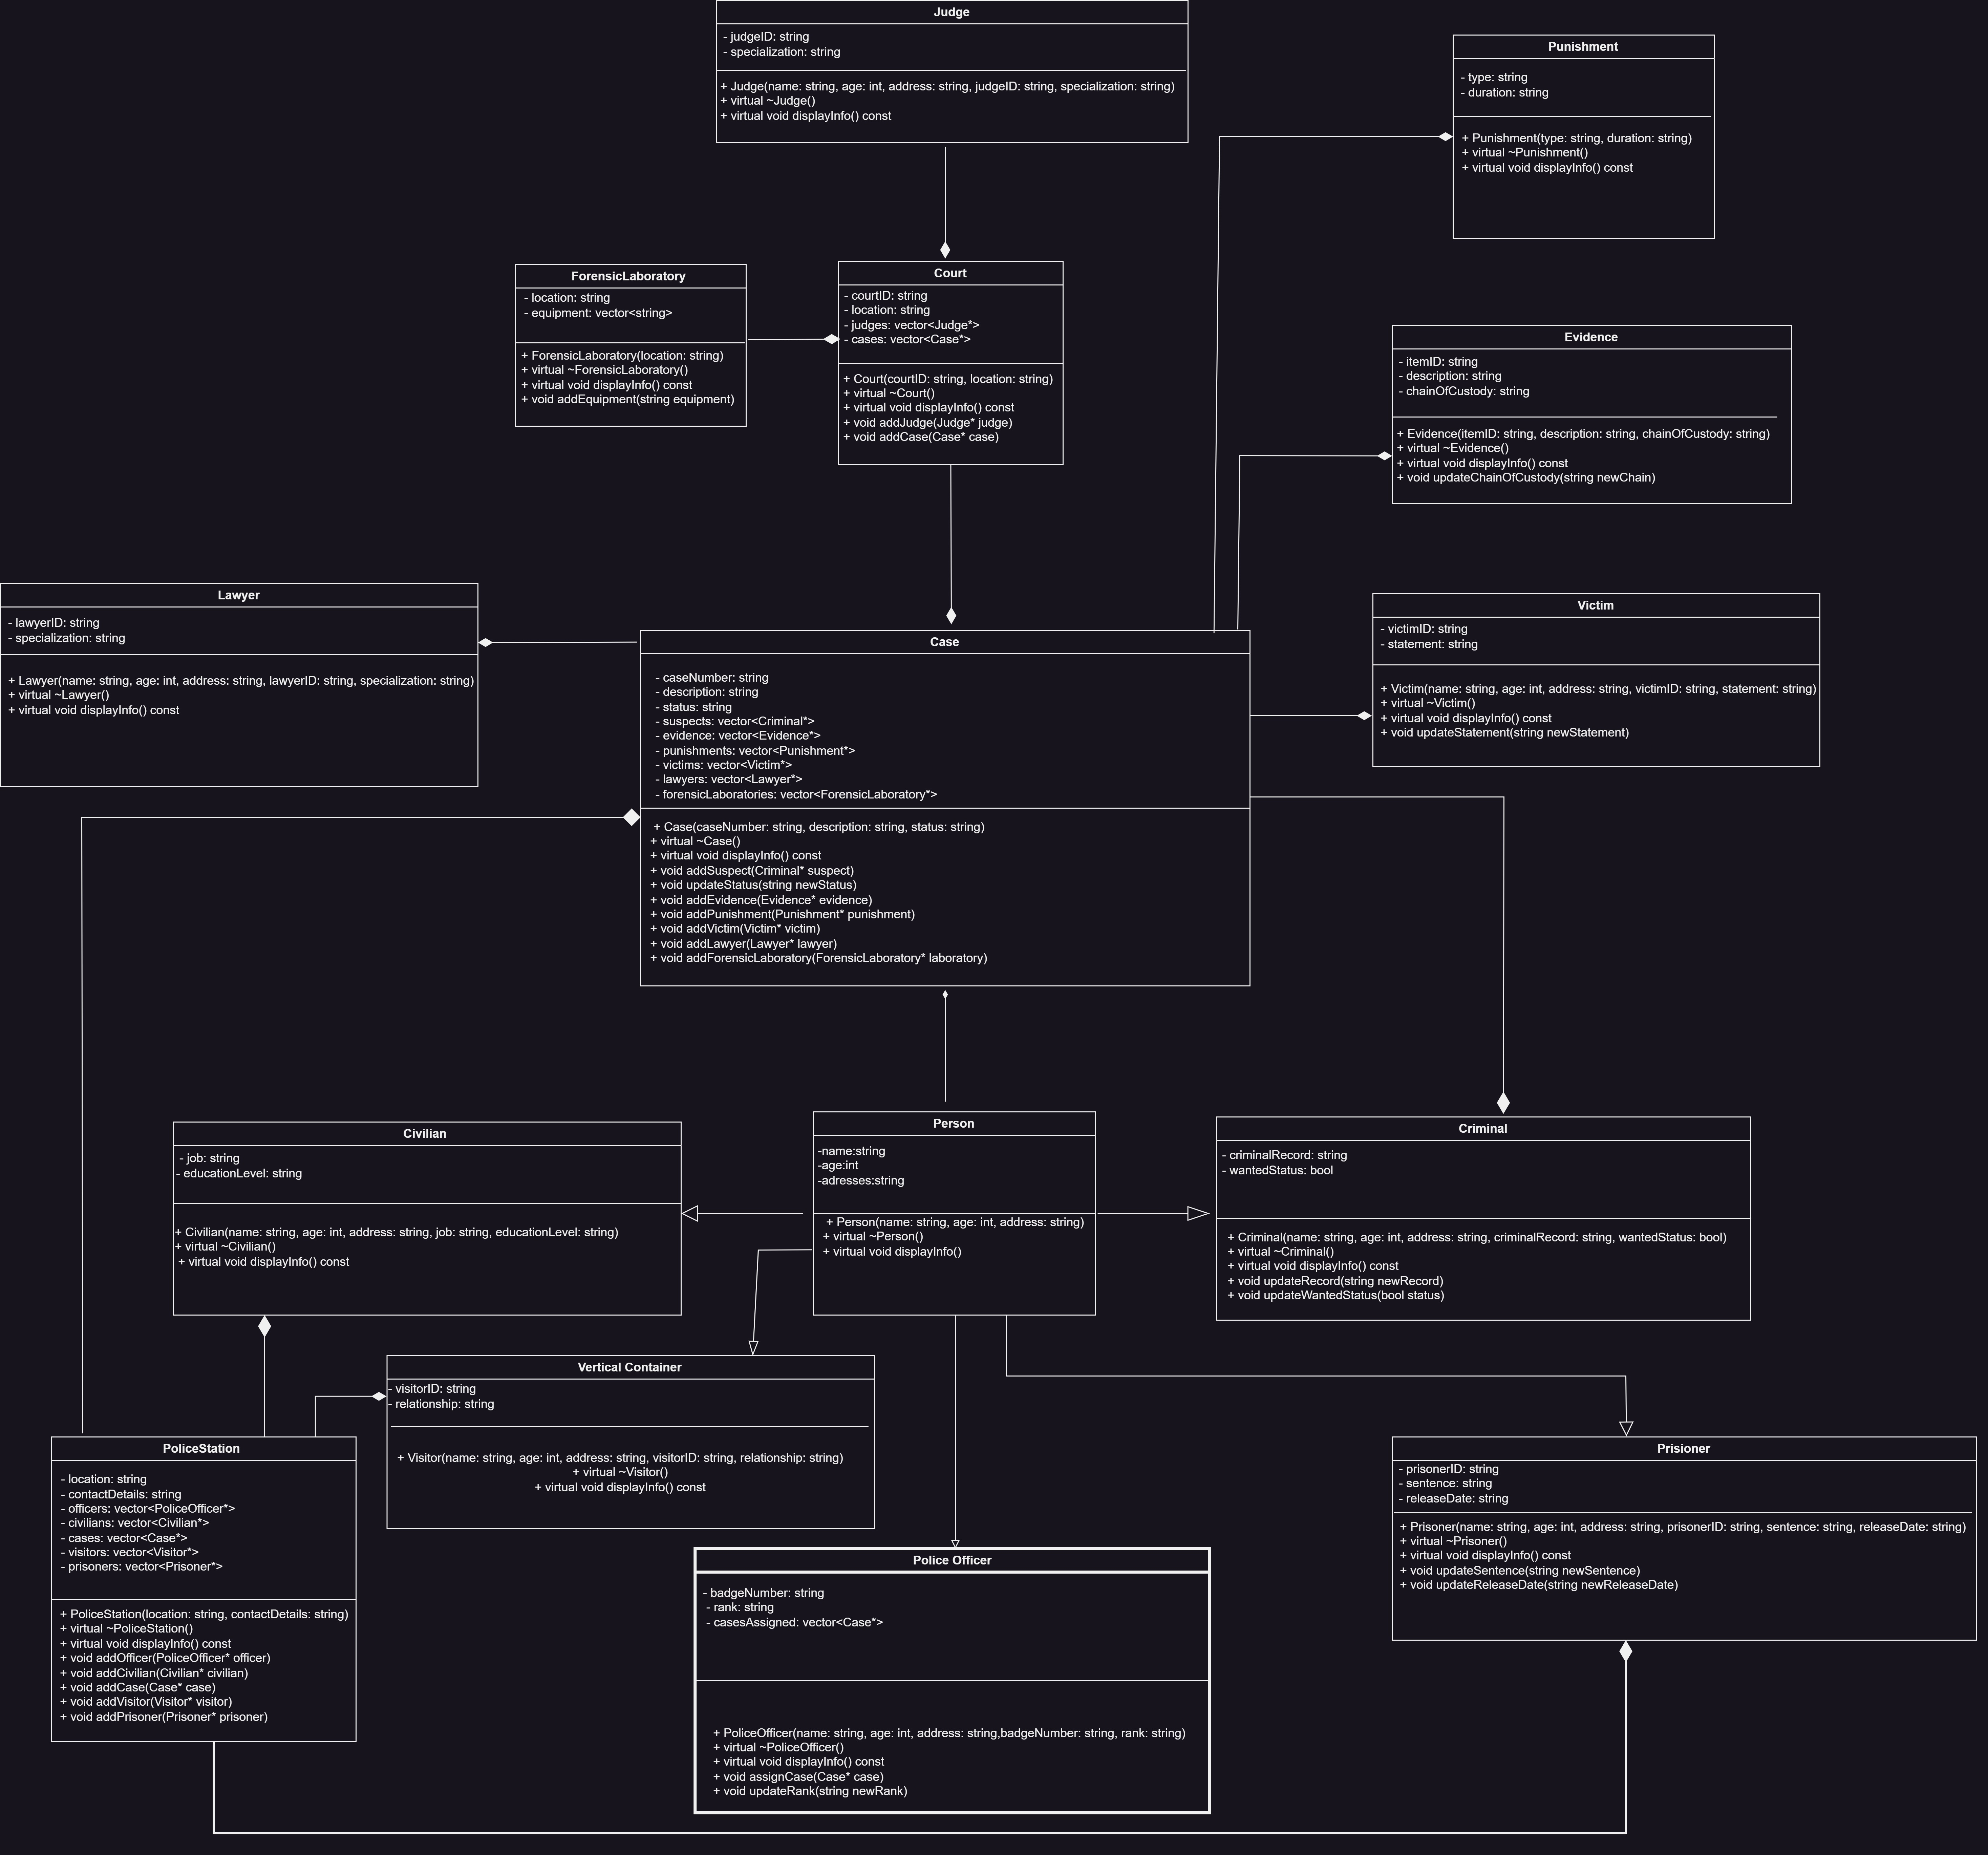 Judge
- judgeID: string
- specialization: string
+ Judge(name: string, age: int, address: string, judgeID: string, specialization: string)
+ virtual ~Judge()
+ virtual void displayInfo() const
Punishment
- type: string
- duration: string
+ Punishment(type: string, duration: string)
+ virtual ~Punishment()
+ virtual void displayInfo() const
ForensicLaboratory
- location: string
- equipment: vector<string>
+ ForensicLaboratory(location: string)
+ virtual ~ForensicLaboratory()
+ virtual void displayInfo() const
+ void addEquipment(string equipment)
Court
- courtID: string
- location: string
- judges: vector<Judge*>
- cases: vector<Case*>
+ Court(courtID: string, location: string)
+ virtual ~Court()
+ virtual void displayInfo() const
+ void addJudge(Judge* judge)
+ void addCase(Case* case)
Evidence
- itemID: string
- description: string
- chainOfCustody: string
+ Evidence(itemID: string, description: string, chainOfCustody: string)
+ virtual ~Evidence()
+ virtual void displayInfo() const
+ void updateChainOfCustody(string newChain)
Lawyer
- lawyerID: string
- specialization: string
+ Lawyer(name: string, age: int, address: string, lawyerID: string, specialization: string)
+ virtual ~Lawyer()
+ virtual void displayInfo() const
Case
- caseNumber: string
- description: string
- status: string
- suspects: vector<Criminal*>
- evidence: vector<Evidence*>
- punishments: vector<Punishment*>
- victims: vector<Victim*>
- lawyers: vector<Lawyer*>
- forensicLaboratories: vector<ForensicLaboratory*>
+ Case(caseNumber: string, description: string, status: string)
+ virtual ~Case()
+ virtual void displayInfo() const
+ void addSuspect(Criminal* suspect)
+ void updateStatus(string newStatus)
+ void addEvidence(Evidence* evidence)
+ void addPunishment(Punishment* punishment)
+ void addVictim(Victim* victim)
+ void addLawyer(Lawyer* lawyer)
+ void addForensicLaboratory(ForensicLaboratory* laboratory)
Victim
- victimID: string
- statement: string
+ Victim(name: string, age: int, address: string, victimID: string, statement: string)
+ virtual ~Victim()
+ virtual void displayInfo() const
+ void updateStatement(string newStatement)
Civilian
- job: string
- educationLevel: string
+ Civilian(name: string, age: int, address: string, job: string, educationLevel: string)
+ virtual ~Civilian()
+ virtual void displayInfo() const
Person
-name:string
-age:int
-adresses:string
+ Person(name: string, age: int, address: string)
+ virtual ~Person()
+ virtual void displayInfo()
Criminal
- criminalRecord: string
- wantedStatus: bool
+ Criminal(name: string, age: int, address: string, criminalRecord: string, wantedStatus: bool)
+ virtual ~Criminal()
+ virtual void displayInfo() const
+ void updateRecord(string newRecord)
+ void updateWantedStatus(bool status)
Vertical Container
- visitorID: string
- relationship: string
+ Visitor(name: string, age: int, address: string, visitorID: string, relationship: string)
+ virtual ~Visitor()
+ virtual void displayInfo() const
PoliceStation
- location: string
- contactDetails: string
- officers: vector<PoliceOfficer*>
- civilians: vector<Civilian*>
- cases: vector<Case*>
- visitors: vector<Visitor*>
- prisoners: vector<Prisoner*>
+ PoliceStation(location: string, contactDetails: string)
+ virtual ~PoliceStation()
+ virtual void displayInfo() const
+ void addOfficer(PoliceOfficer* officer)
+ void addCivilian(Civilian* civilian)
+ void addCase(Case* case)
+ void addVisitor(Visitor* visitor)
+ void addPrisoner(Prisoner* prisoner)
Police Officer
- badgeNumber: string
- rank: string
- casesAssigned: vector<Case*>
+ PoliceOfficer(name: string, age: int, address: string,badgeNumber: string, rank: string)
+ virtual ~PoliceOfficer()
+ virtual void displayInfo() const
+ void assignCase(Case* case)
+ void updateRank(string newRank)
Prisioner
- prisonerID: string
- sentence: string
- releaseDate: string
+ Prisoner(name: string, age: int, address: string, prisonerID: string, sentence: string, releaseDate: string)
+ virtual ~Prisoner()
+ virtual void displayInfo() const
+ void updateSentence(string newSentence)
+ void updateReleaseDate(string newReleaseDate)